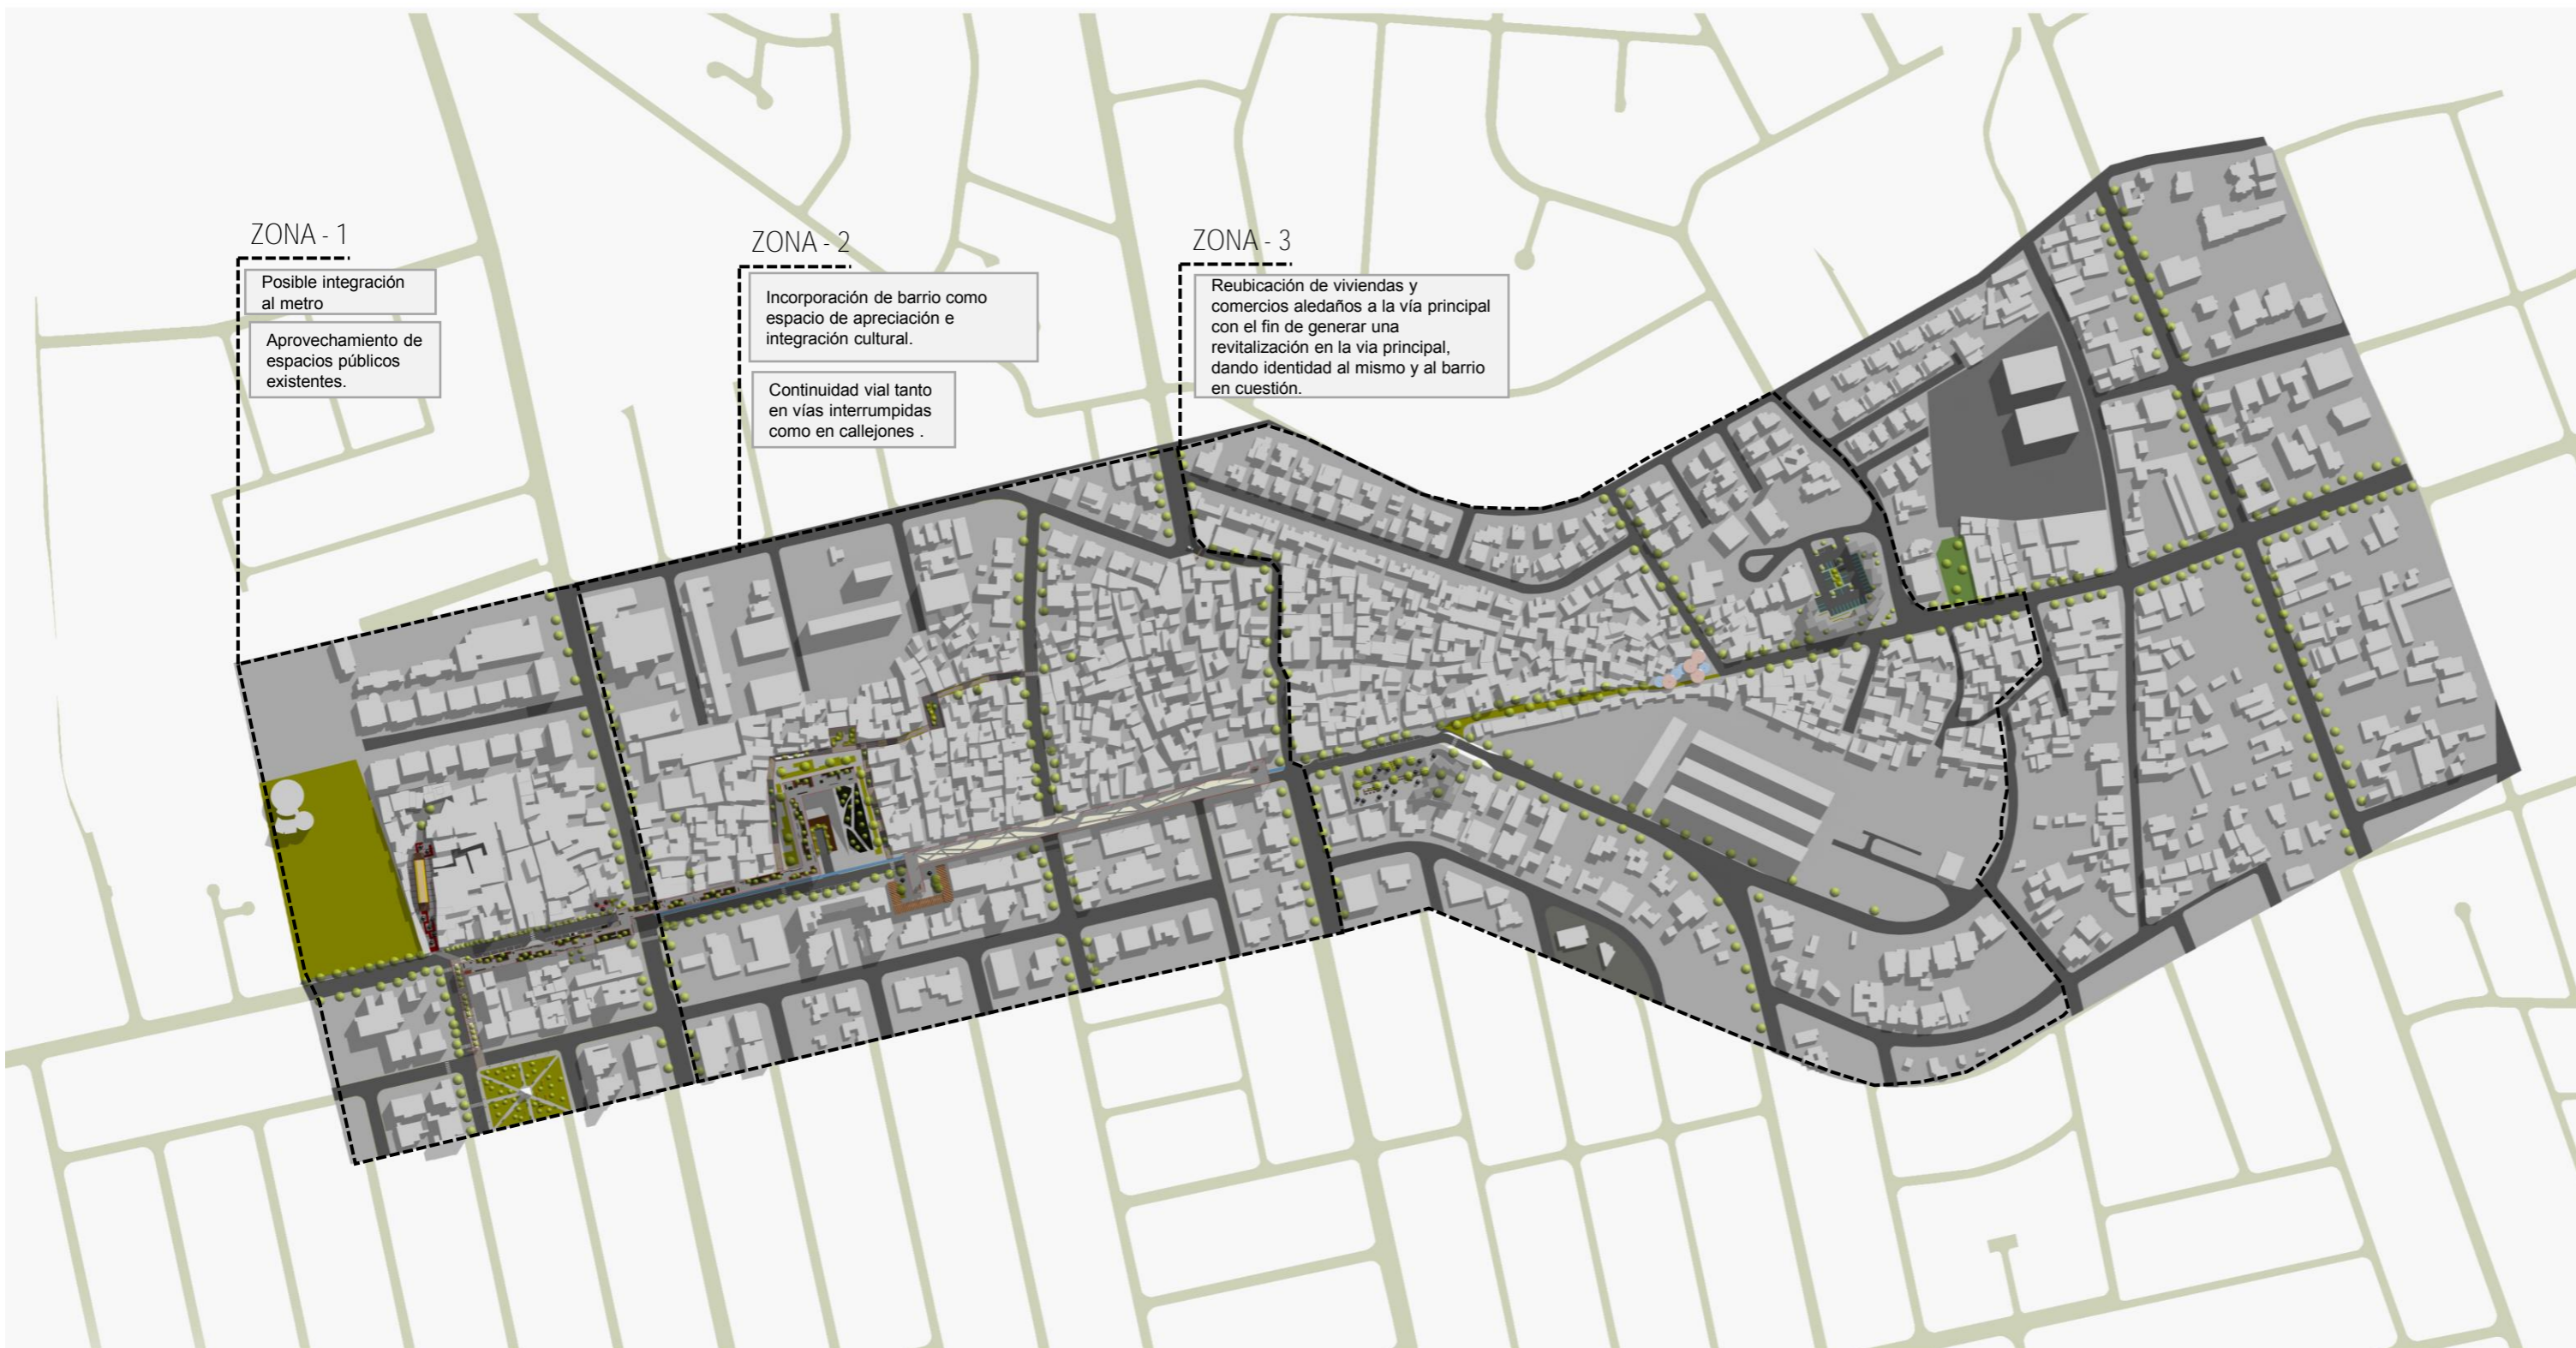 ZONA - 1
Posible integración
al metro
Aprovechamiento de
espacios públicos
existentes.
ZONA - 2
Incorporación de barrio como
espacio de apreciación e
integración cultural.
Continuidad vial tanto
en vías interrumpidas
como en callejones .
ZONA - 3
Reubicación de viviendas y
comercios aledaños a la vía principal
con el fin de generar una
revitalización en la via principal,
dando identidad al mismo y al barrio
en cuestión.